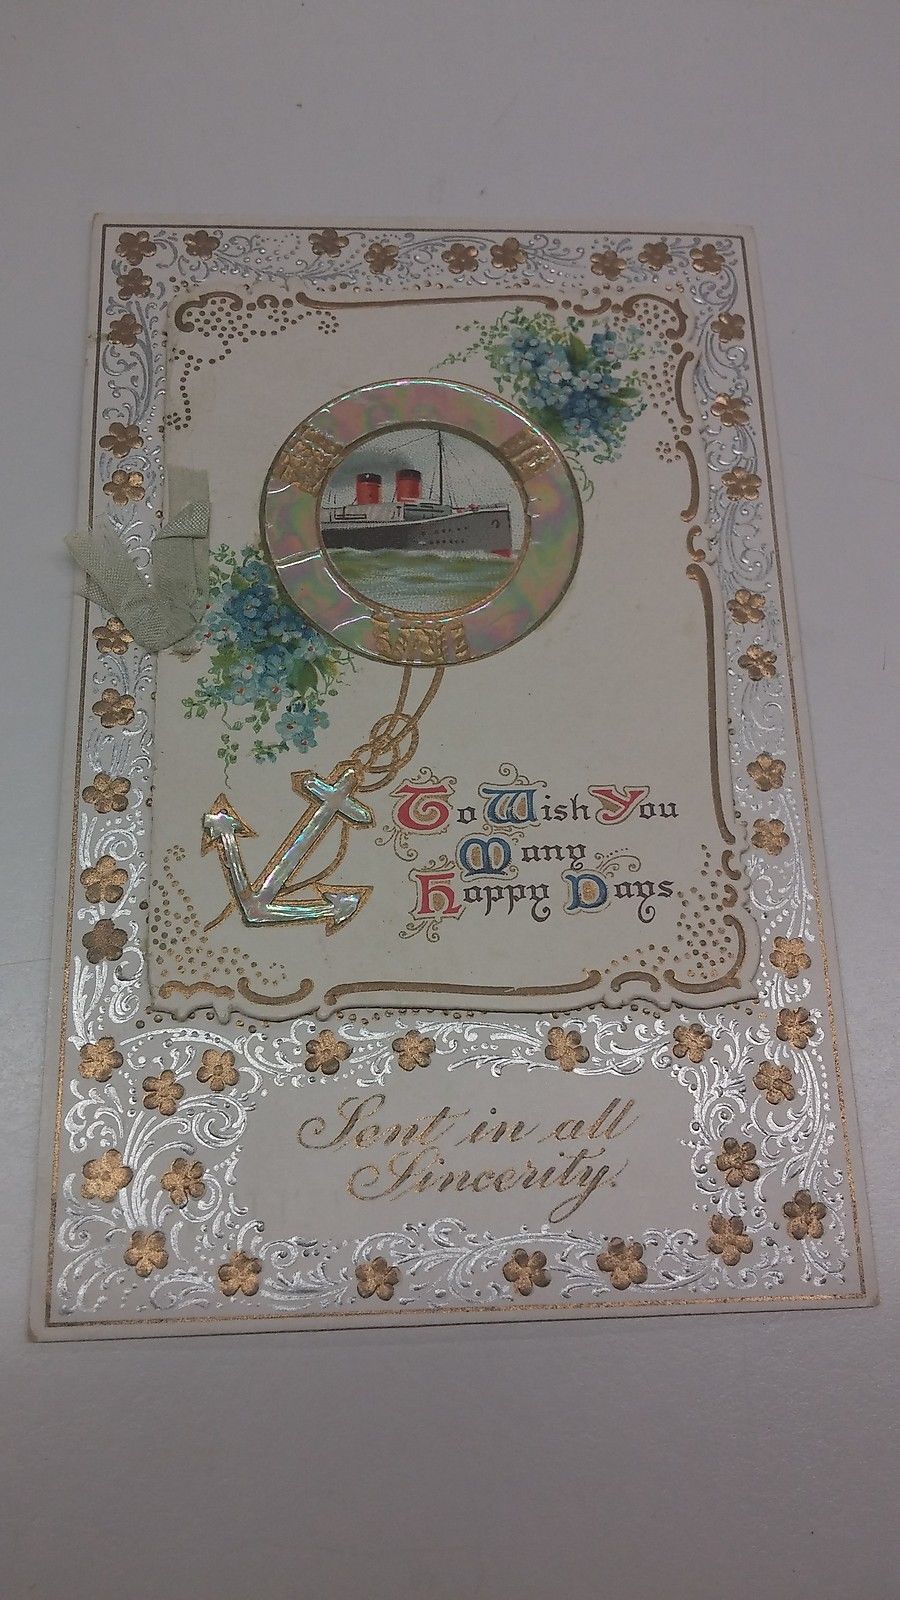 To Wish You
Many
Happy Days.
Sent in all
Sincerity.